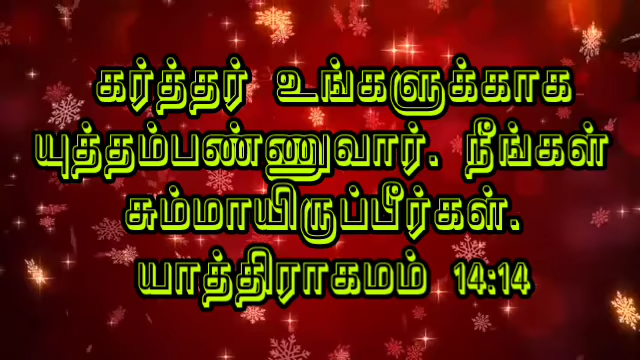 கர்த்தர் உங்களுக்காக
யுத்தம்பண்ணுவார். நீங்கள்
சும்மாயிருப்பீர்கள்.
யாத்திராகமம் 14:14